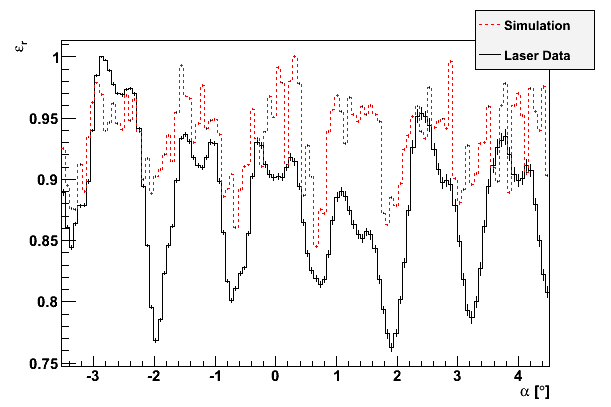 Simulation
Laser Data
εr
1
0.95
0.9
0.85
0.8
0.75
-3 -2 -1 0 1 2 3 4
α [°]